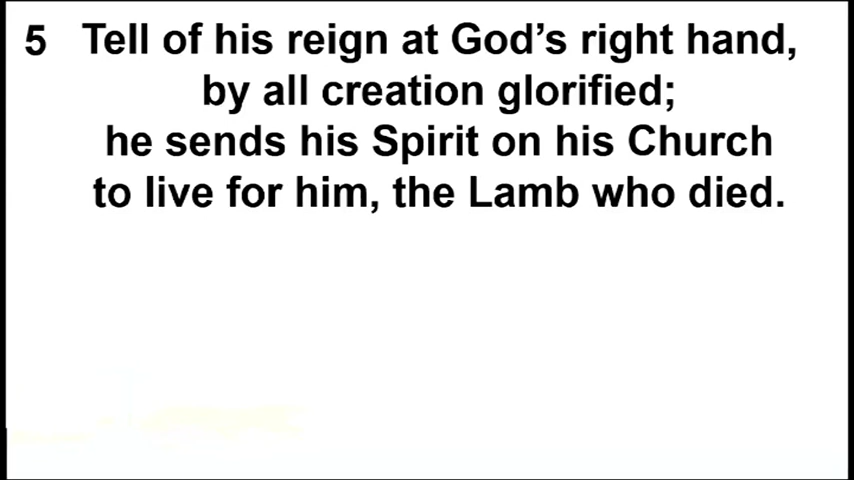 5 Tell of his reign at God’s right hand,
by all creation glorified;
he sends his Spirit on his Church
to live for him, the Lamb who died.